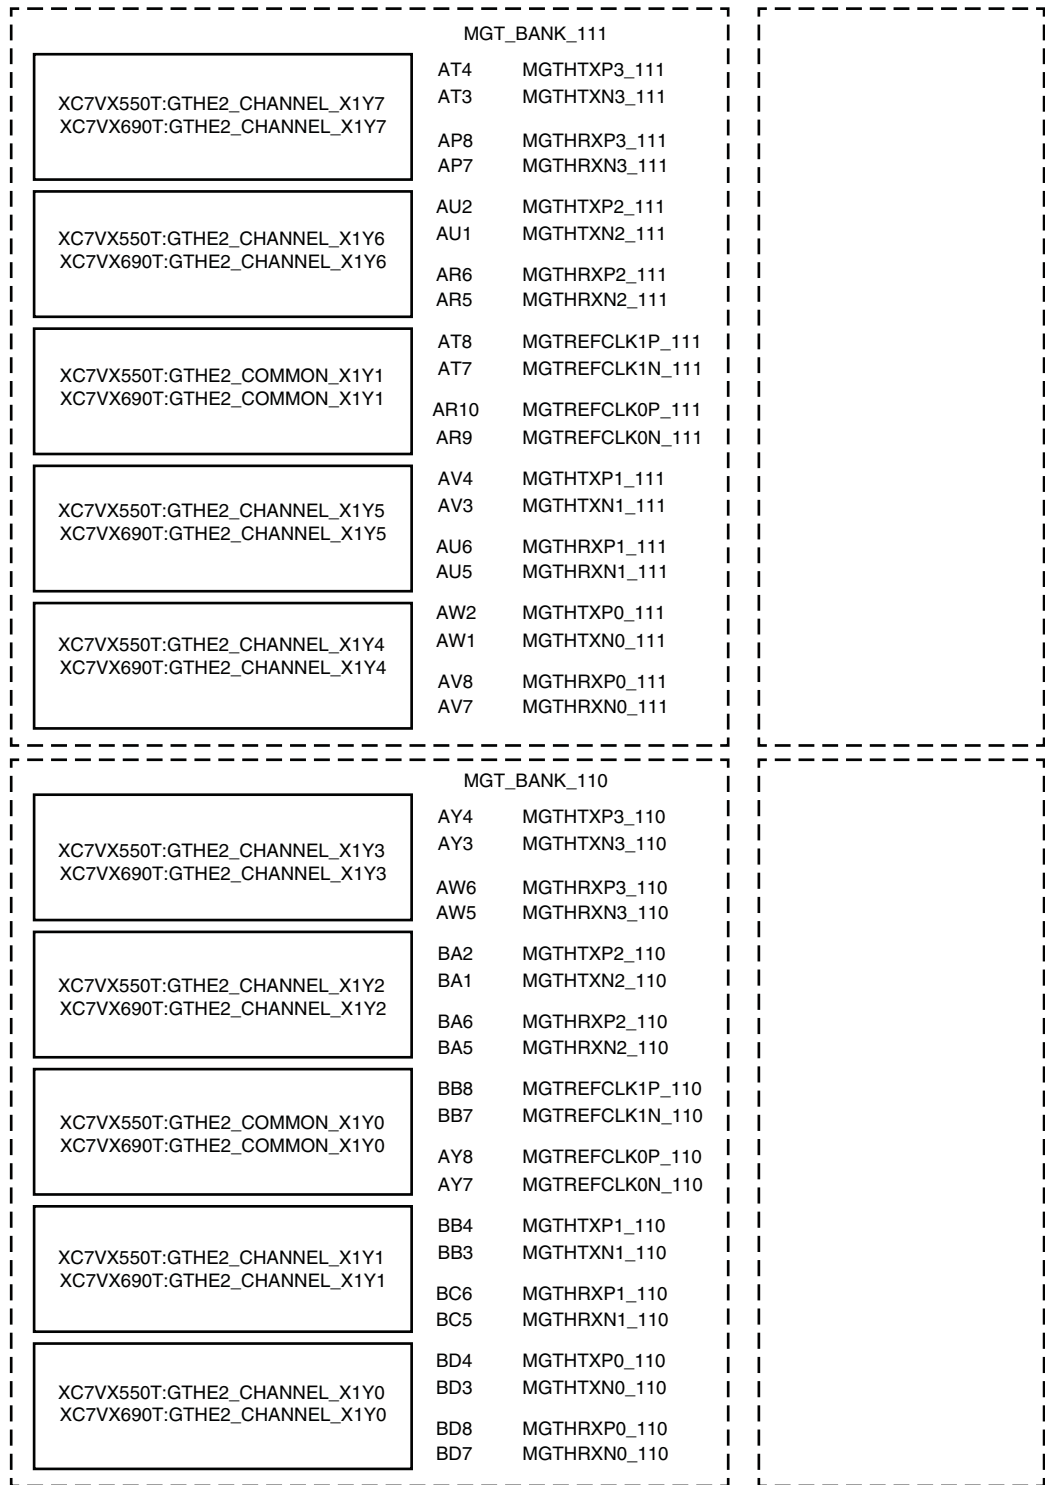 MGT_BANK_111
XC7VX550T:GTHE2_CHANNEL_X1Y7
XC7VX690T:GTHE2_CHANNEL_X1Y7
AT4 MGTHTXP3_111
AT3 MGTHTXN3_111
AP8 MGTHRXP3_111
AP7 MGTHRXN3_111
XC7VX550T:GTHE2_CHANNEL_X1Y6
XC7VX690T:GTHE2_CHANNEL_X1Y6
AU2 MGTHTXP2_111
AU1 MGTHTXN2_111
AR6 MGTHRXP2_111
AR5 MGTHRXN2_111
XC7VX550T:GTHE2_COMMON_X1Y1
XC7VX690T:GTHE2_COMMON_X1Y1
AT8 MGTREFCLK1P_111
AT7 MGTREFCLK1N_111
AR10 MGTREFCLK0P_111
AR9 MGTREFCLK0N_111
XC7VX550T:GTHE2_CHANNEL_X1Y5
XC7VX690T:GTHE2_CHANNEL_X1Y5
AV4 MGTHTXP1_111
AV3 MGTHTXN1_111
AU6 MGTHRXP1_111
AU5 MGTHRXN1_111
XC7VX550T:GTHE2_CHANNEL_X1Y4
XC7VX690T:GTHE2_CHANNEL_X1Y4
AW2 MGTHTXP0_111
AW1 MGTHTXN0_111
AV8 MGTHRXP0_111
AV7 MGTHRXN0_111
MGT_BANK_110
XC7VX550T:GTHE2_CHANNEL_X1Y3
XC7VX690T:GTHE2_CHANNEL_X1Y3
AY4 MGTHTXP3_110
AY3 MGTHTXN3_110
AW6 MGTHRXP3_110
AW5 MGTHRXN3_110
XC7VX550T:GTHE2_CHANNEL_X1Y2
XC7VX690T:GTHE2_CHANNEL_X1Y2
BA2 MGTHTXP2_110
BA1 MGTHTXN2_110
BA6 MGTHRXP2_110
BA5 MGTHRXN2_110
XC7VX550T:GTHE2_COMMON_X1Y0
XC7VX690T:GTHE2_COMMON_X1Y0
BB8 MGTREFCLK1P_110
BB7 MGTREFCLK1N_110
AY8 MGTREFCLK0P_110
AY7 MGTREFCLK0N_110
XC7VX550T:GTHE2_CHANNEL_X1Y1
XC7VX690T:GTHE2_CHANNEL_X1Y1
BB4 MGTHTXP1_110
BB3 MGTHTXN1_110
BC6 MGTHRXP1_110
BC5 MGTHRXN1_110
XC7VX550T:GTHE2_CHANNEL_X1Y0
XC7VX690T:GTHE2_CHANNEL_X1Y0
BD4 MGTHTXP0_110
BD3 MGTHTXN0_110
BD8 MGTHRXP0_110
BD7 MGTHRXN0_110